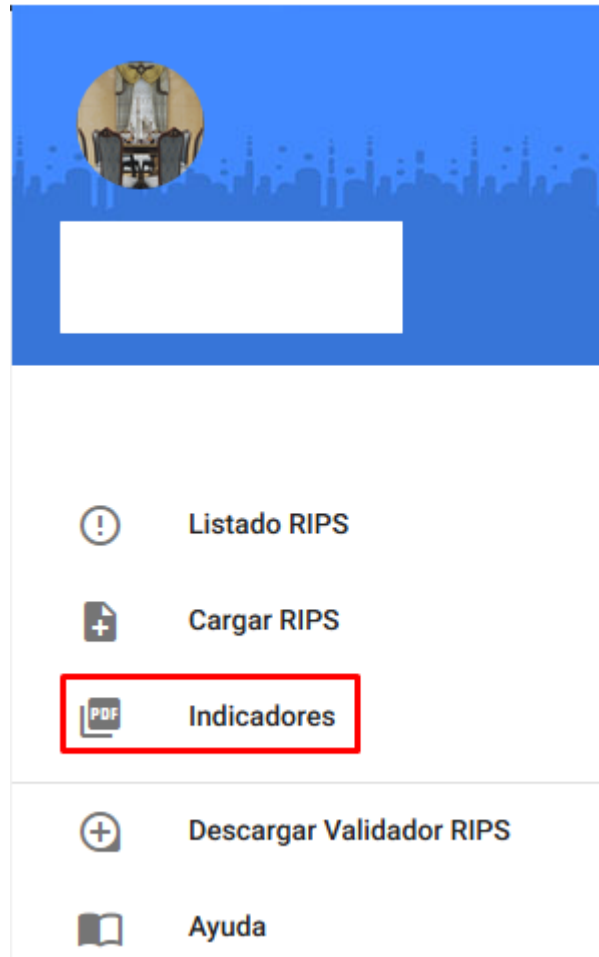 Listado RIPS
Cargar RIPS
PDF
Indicadores
Descargar Validador RIPS
Ayuda